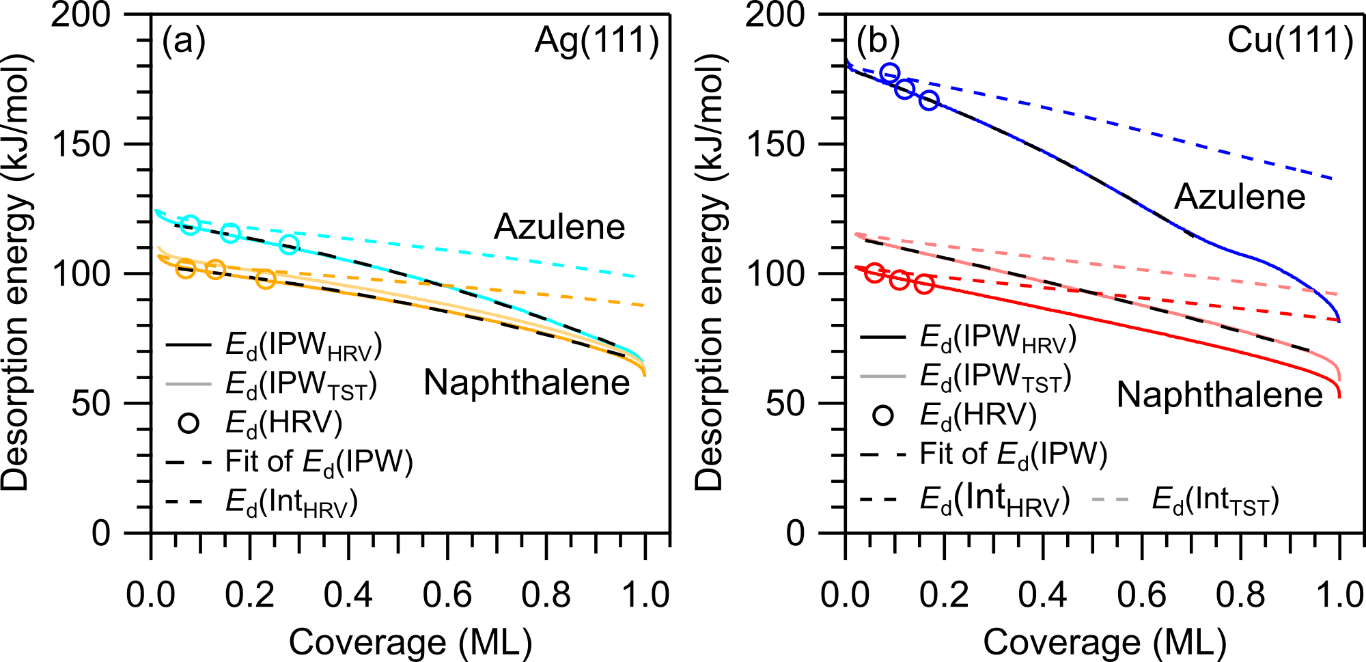 (a) Ag(111)
Desorption energy (kJ/mol)
200
150
100
50
0
Azulene
Naphthalene
Ed(IPWHRV)
Ed(IPWTST)
Ed(HRV)
Fit of Ed(IPW)
Ed(IntHRV)
0.0 0.2 0.4 0.6 0.8 1.0
Coverage (ML)
(b) Cu(111)
Desorption energy (kJ/mol)
200
150
100
50
0
Azulene
Naphthalene
Ed(IPWHRV)
Ed(IPWTST)
Ed(HRV)
Fit of Ed(IPW)
Ed(IntHRV) Ed(IntTST)
0.0 0.2 0.4 0.6 0.8 1.0
Coverage (ML)